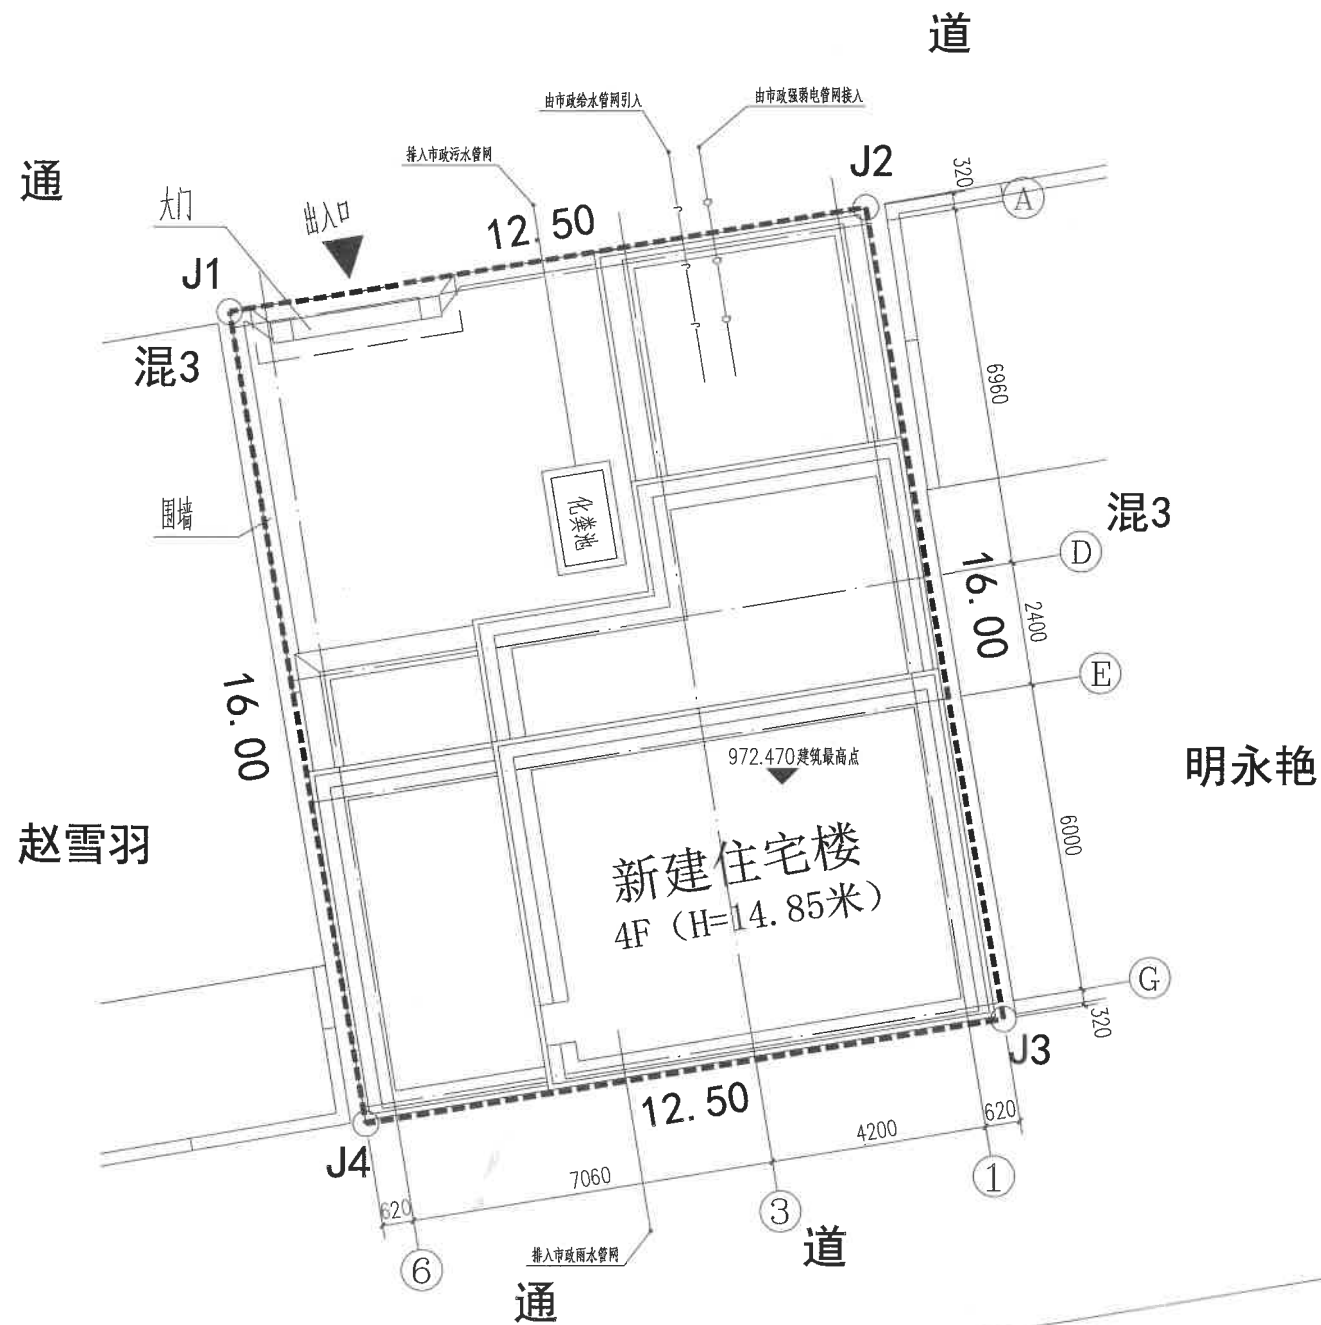 道
由市政给水管网引入
由市政强弱电管网接入
排入市政污水管网
通
大门
出入口
J2
320
A
12.50
J1
混3
6960
围墙
化粪池
混3
D
16.00
2400
E
16.00
972.470建筑最高点
明永艳
赵雪羽
新建住宅楼
4F（H=14.85米）
6000
G
320
J3
12.50
J4
620
4200
7060
1
620
3
道
排入市政雨水管网
6
通